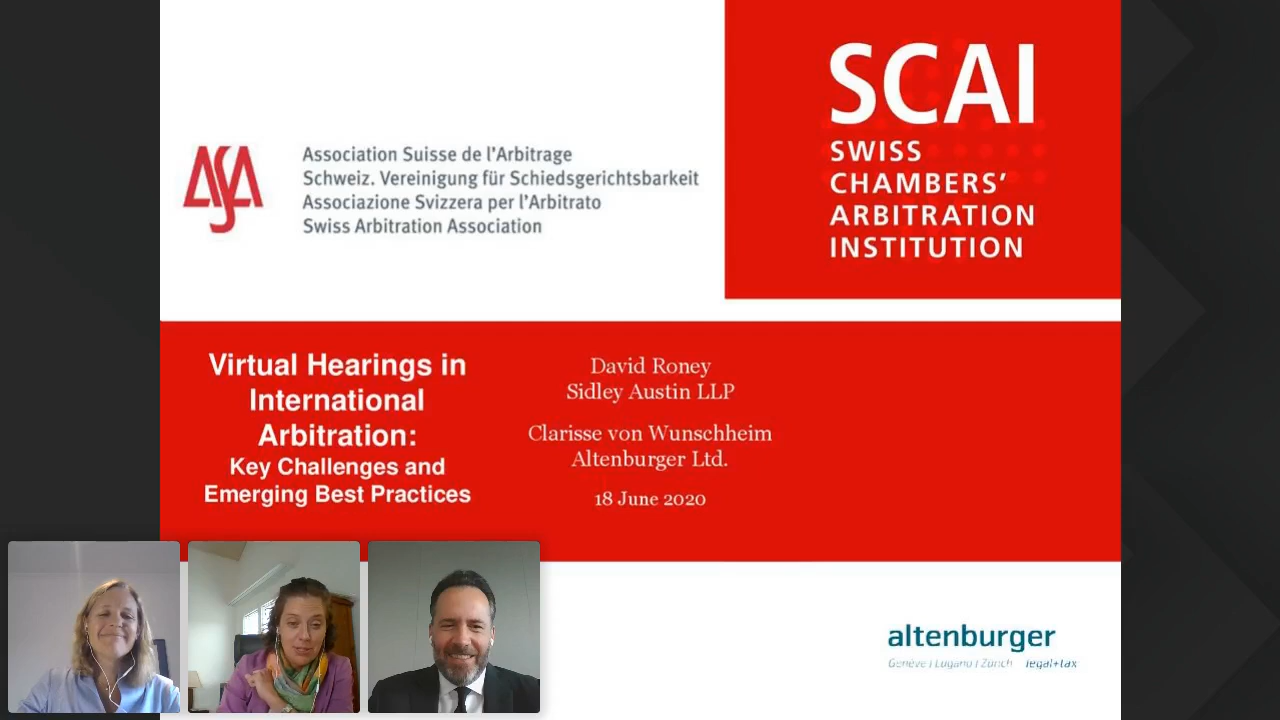 ASA
Association Suisse de l'Arbitrage
Schweiz. Vereinigung für Schiedsgerichtsbarkeit
Associazione Svizzera per l'Arbitrato
Swiss Arbitration Association
SCAI
SWISS
CHAMBERS'
ARBITRATION
INSTITUTION
Virtual Hearings in
International
Arbitration:
Key Challenges and
Emerging Best Practices
David Roney
Sidley Austin LLP
Clarisse von Wunschheim
Altenburger Ltd.
18 June 2020
altenburger
Genève | Lugano | Zürich legal+tax